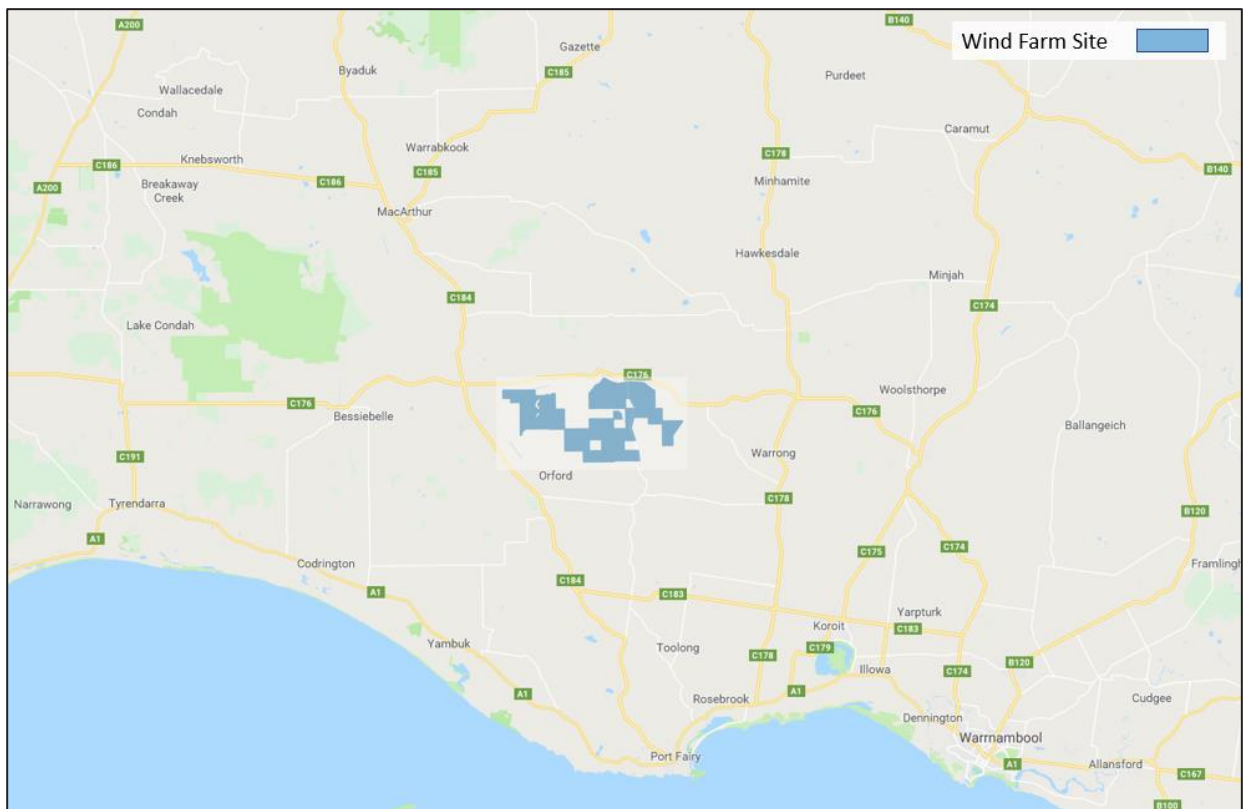 A200
B140
Wind Farm Site
Gazette
Byaduk
C185
Purdeet
Wallacedale
Condah
Caramut
Warrabkook
C178
Knebsworth
C186
C185
C186
B140
A200
Breakaway
Creek
Minhamite
MacArthur
Hawkesdale
Minjah
C184
C174
Lake Condah
C176
Woolsthorpe
C176
Bessiebelle
C176
Ballangeich
C191
Warrong
Orford
C178
Narrawong
Tyrendarra
B120
A1
C175
C174
Codrington
Framlingh
C184
A1
C183
Yarpturk
Koroit
C183
Yambuk
Toolong
C179
C178
B120
Illowa
C174
A1
A1
Rosebrook
Cudgee
Dennington
Warrnambool
Port Fairy
A1
Allansford
C167
B100